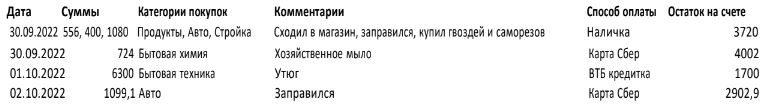 Дата Суммы Категории покупок Комментарии Способ оплаты Остаток на счете
30.09.2022 556, 400, 1080 Продукты, Авто, Стройка Сходил в магазин, заправился, купил гвоздей и саморезов Наличка 3720
30.09.2022 724 Бытовая химия Хозяйственное мыло Карта Сбер 4002
01.10.2022 6300 Бытовая техника Утюг ВТБ кредитка 1700
02.10.2022 1099,1 Авто Заправился Карта Сбер 2902,9